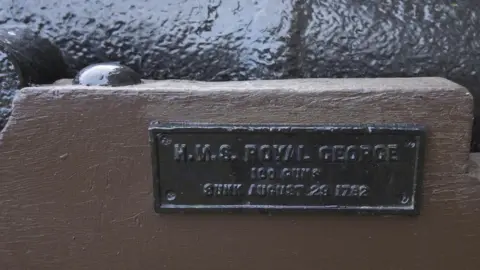 H.M.S. ROYAL GEORGE
100 GUNS
SUNK AUGUST 29 1782